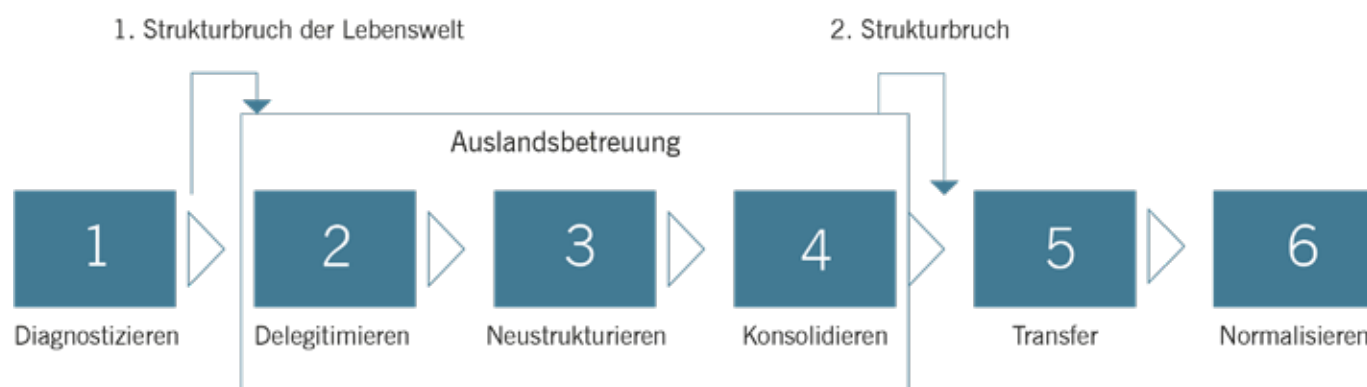 1. Strukturbruch der Lebenswelt
2. Strukturbruch
Auslandsbetreuung
1
2
3
4
5
6
Diagnostizieren
Delegitimieren
Neustrukturieren
Konsolidieren
Transfer
Normalisieren